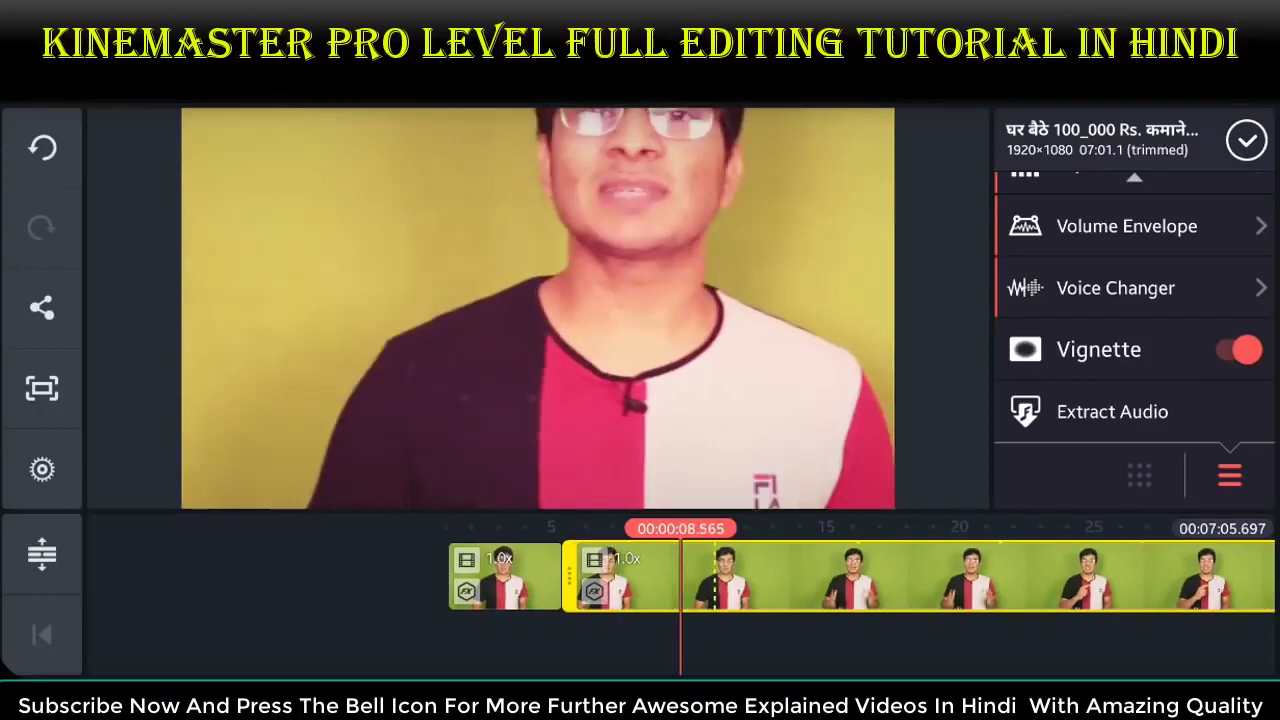 KINEMASTER PRO LEVEL FULL EDITING TUTORIAL IN HINDI
घर बैठे 100_000 Rs. कमाने...
1920×1080 07:01.1 (trimmed)
Volume Envelope
Voice Changer
Vignette
Extract Audio
FILA
5
00:00:08.565
15
20
25
00:07:05.697
1.0x
1.0x
Subscribe Now And Press The Bell Icon For More Further Awesome Explained Videos In Hindi With Amazing Quality